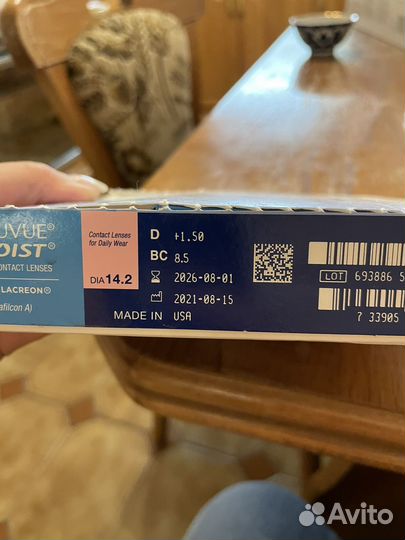 UVUE®
OIST®
CONTACT LENSES
LACREON®
afilcon A)
Contact Lenses
for Daily Wear
DIA 14.2
D +1.50
BC 8.5
2026-08-01
2021-08-15
MADE IN USA
LOT 693886 5
7 33905
Avito